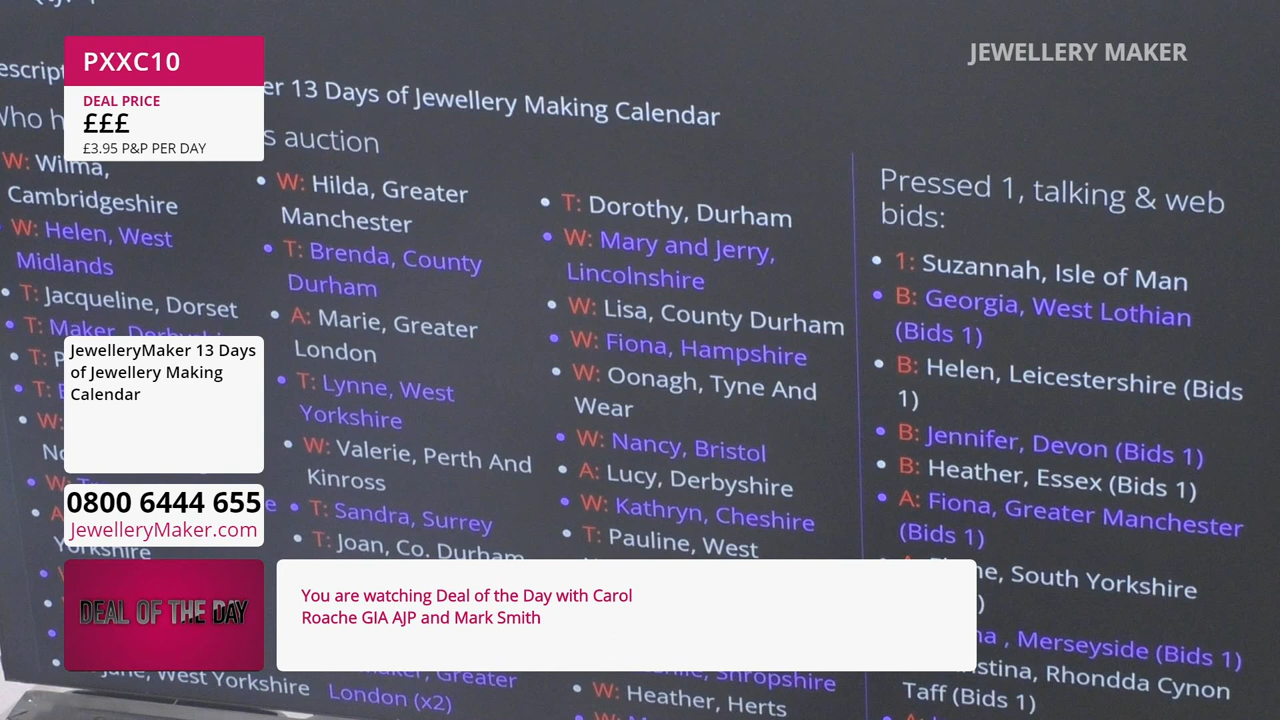 JEWELLERY MAKER
PXXC10
DEAL PRICE
£££
£3.95 P&P PER DAY
er 13 Days of Jewellery Making Calendar
Who h
s auction
W: Wilma,
Cambridgeshire
W: Helen, West
Midlands
T: Jacqueline, Dorset
T: Maker,
JewelleryMaker 13 Days
of Jewellery Making
Calendar
0800 6444 655
JewelleryMaker.com
Yorkshire
West Yorkshire
W: Hilda, Greater
Manchester
T: Brenda, County
Durham
A: Marie, Greater
London
T: Lynne, West
Yorkshire
W: Valerie, Perth And
Kinross
T: Sandra, Surrey
T: Joan, Co. Durham
Greater
London (x2)
T: Dorothy, Durham
W: Mary and Jerry,
Lincolnshire
W: Lisa, County Durham
W: Fiona, Hampshire
W: Oonagh, Tyne And
Wear
W: Nancy, Bristol
A: Lucy, Derbyshire
W: Kathryn, Cheshire
T: Pauline, West
Shropshire
W: Heather, Herts
Pressed 1, talking & web
bids:
1: Suzannah, Isle of Man
B: Georgia, West Lothian
(Bids 1)
B: Helen, Leicestershire (Bids
1)
B: Jennifer, Devon (Bids 1)
B: Heather, Essex (Bids 1)
A: Fiona, Greater Manchester
(Bids 1)
ne, South Yorkshire
na , Merseyside (Bids 1)
istina, Rhondda Cynon
Taff (Bids 1)
DEAL OF THE DAY
You are watching Deal of the Day with Carol
Roache GIA AJP and Mark Smith